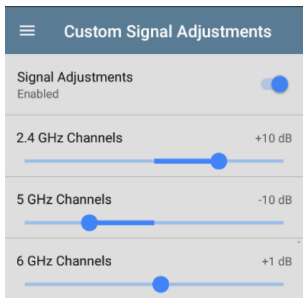 Custom Signal Adjustments
Signal Adjustments
Enabled
2.4 GHz Channels +10 dB
5 GHz Channels -10 dB
6 GHz Channels +1 dB